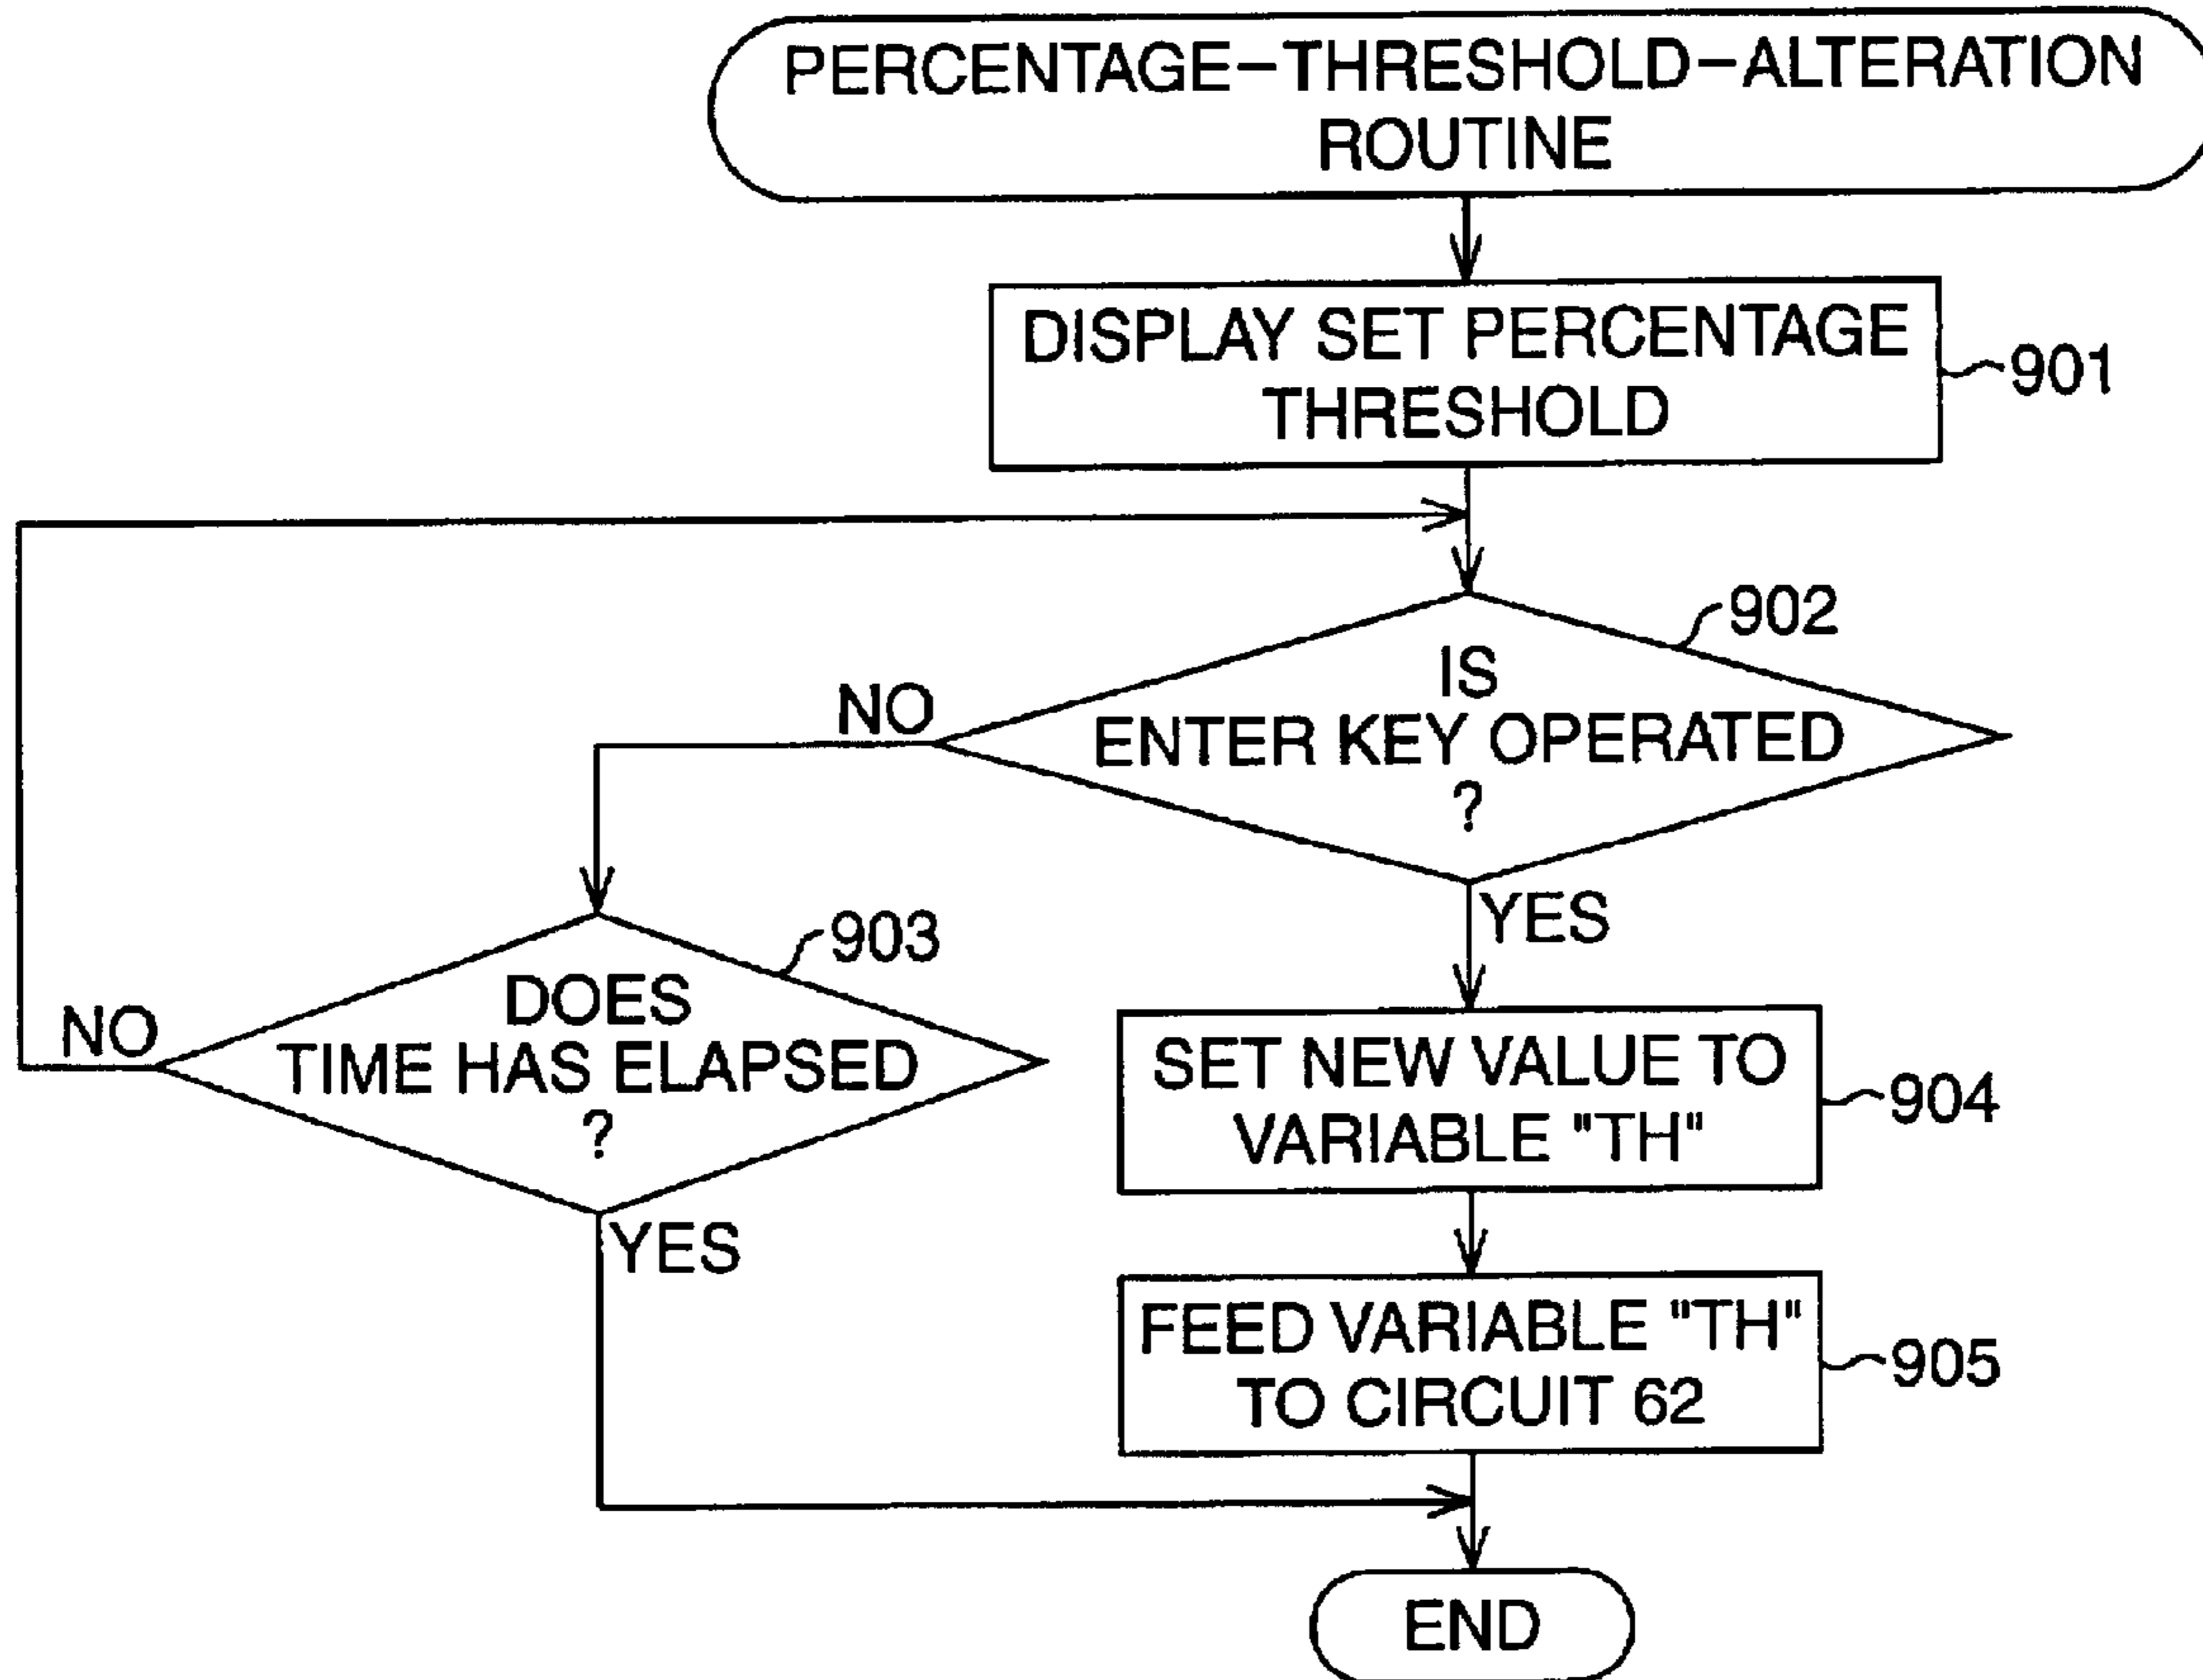 PERCENTAGE-THRESHOLD-ALTERATION
ROUTINE
DISPLAY SET PERCENTAGE
THRESHOLD
901
902
IS
ENTER KEY OPERATED
?
NO
YES
903
DOES
TIME HAS ELAPSED
?
NO
YES
SET NEW VALUE TO
VARIABLE "TH"
904
FEED VARIABLE "TH"
TO CIRCUIT 62
905
END